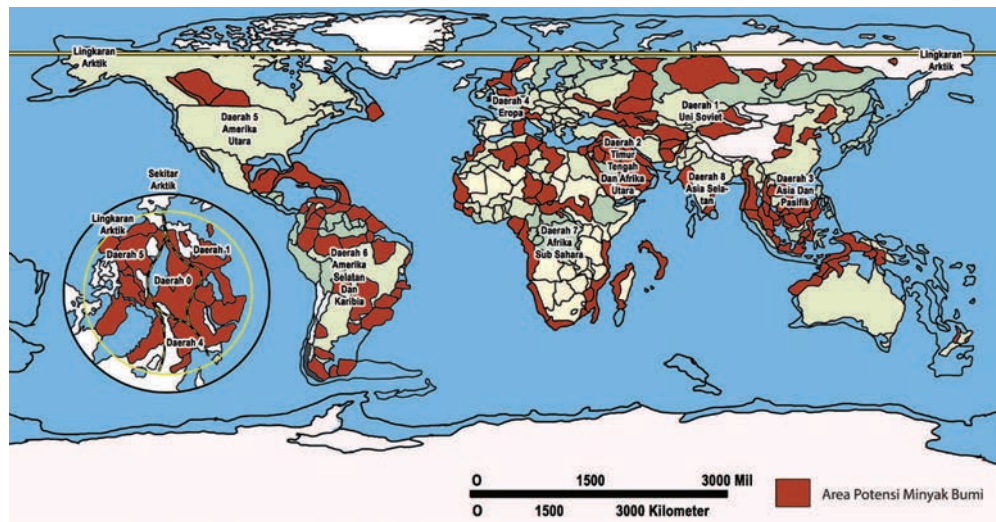 Lingkaran
Arktik
Lingkaran
Arktik
Daerah 5
Amerika
Utara
Daerah 4
Eropa
Daerah 1
Uni Soviet
Daerah 2
Timur
Tengah
Dan Afrika
Utara
Daerah 8
Asia Sela-
tan
Daerah 3
Asia Dan
Pasifik
Daerah 7
Afrika
Sub Sahara
Daerah 6
Amerika
Selatan
Dan
Karibia
Sekitar
Arktik
Lingkaran
Arktik
Daerah 5
Daerah 1
Daerah 0
Daerah 4
0 1500 3000 Mil
0 1500 3000 Kilometer
Area Potensi Minyak Bumi